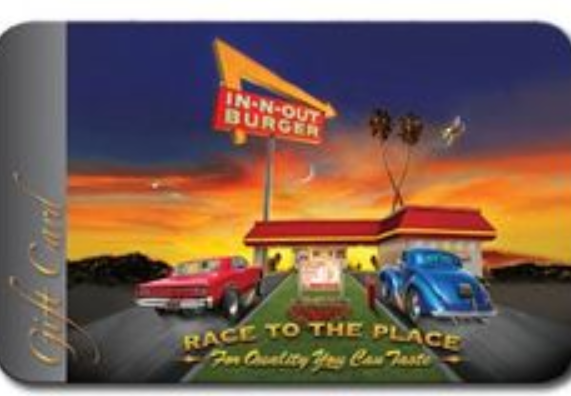 Gift Card
IN-N-OUT
BURGER
RACE TO THE PLACE
For Quality You Can Taste